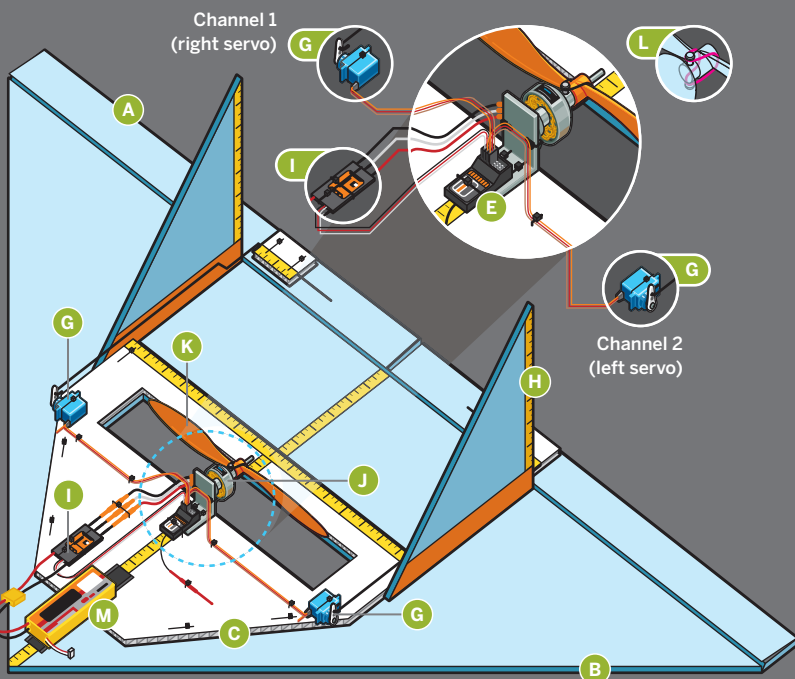 Channel 1
(right servo)
G
L
A
I
E
G
Channel 2
(left servo)
G
K
H
J
I
M
C
G
B